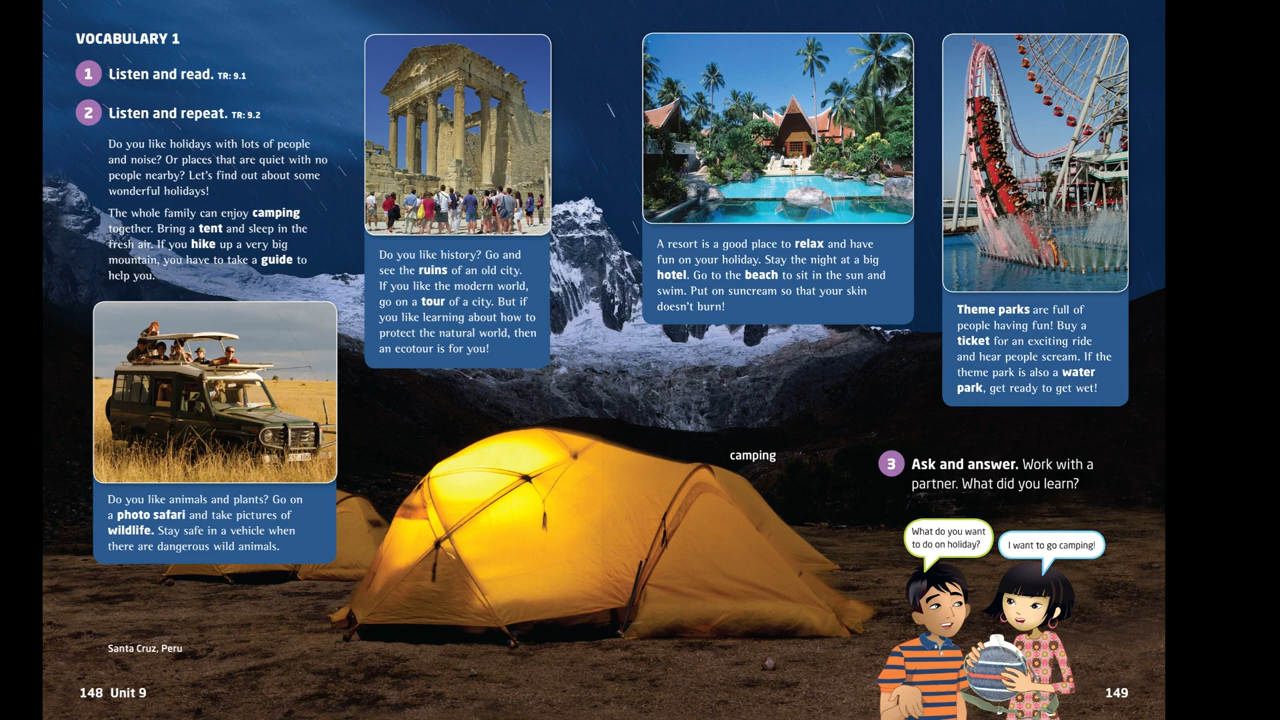 VOCABULARY 1
1 Listen and read. TR: 9.1
2 Listen and repeat. TR: 9.2
Do you like holidays with lots of people
and noise? Or places that are quiet with no
people nearby? Let's find out about some
wonderful holidays!
The whole family can enjoy camping
together. Bring a tent and sleep in the
fresh air. If you hike up a very big
mountain, you have to take a guide to
help you.
Do you like animals and plants? Go on
a photo safari and take pictures of
wildlife. Stay safe in a vehicle when
there are dangerous wild animals.
Do you like history? Go and
see the ruins of an old city.
If you like the modern world,
go on a tour of a city. But if
you like learning about how to
protect the natural world, then
an ecotour is for you!
A resort is a good place to relax and have
fun on your holiday. Stay the night at a big
hotel. Go to the beach to sit in the sun and
swim. Put on suncream so that your skin
doesn't burn!
Theme parks are full of
people having fun! Buy a
ticket for an exciting ride
and hear people scream. If the
theme park is also a water
park, get ready to get wet!
camping
3 Ask and answer. Work with a
partner. What did you learn?
What do you want
to do on holiday?
I want to go camping!
Santa Cruz, Peru
148 Unit 9
149